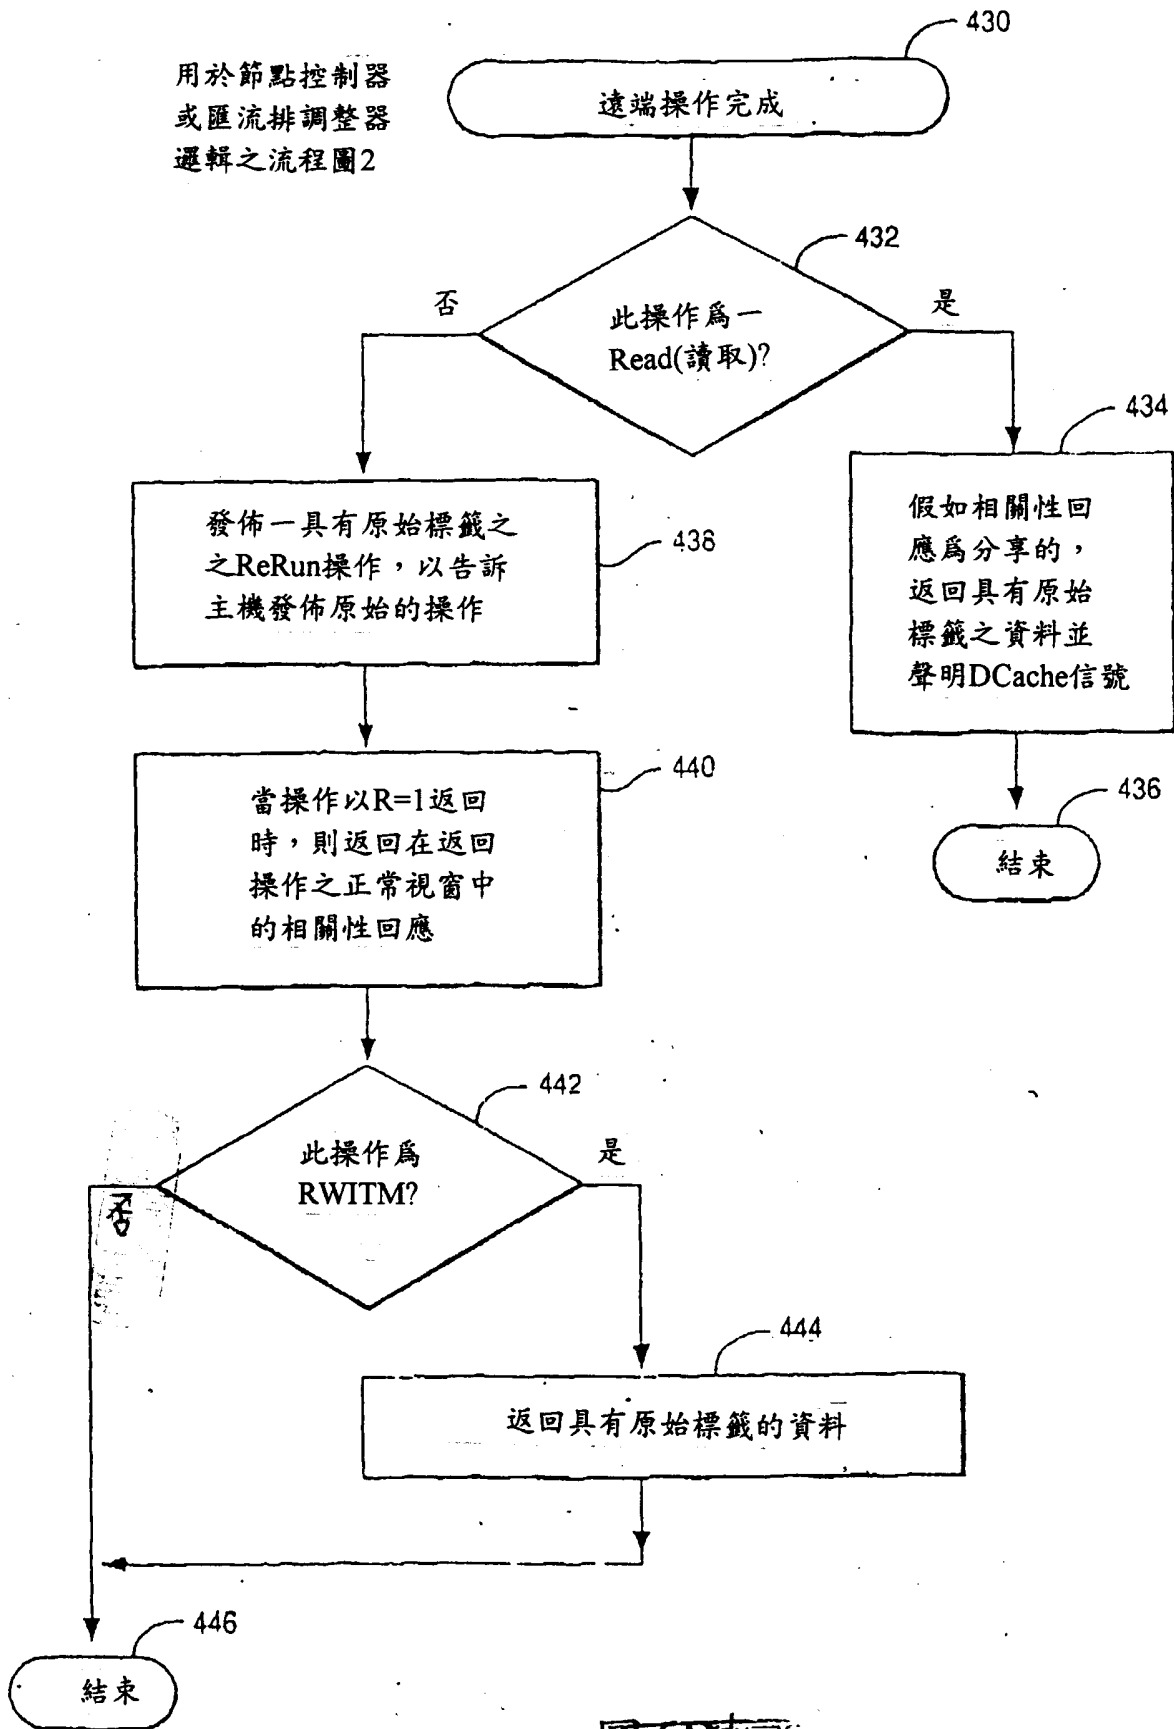 430
用於節點控制器
或匯流排調整器
邏輯之流程圖2
遠端操作完成
432
否
是
此操作爲一
Read(讀取)?
434
假如相關性回
應爲分享的，
返回具有原始
標籤之資料並
聲明DCache信號
發佈一具有原始標籤之
之ReRun操作，以告訴
主機發佈原始的操作
438
436
結束
當操作以R=1返回
時，則返回在返回
操作之正常視窗中
的相關性回應
440
442
此操作爲
RWITM?
是
否
444
返回具有原始標籤的資料
446
結束